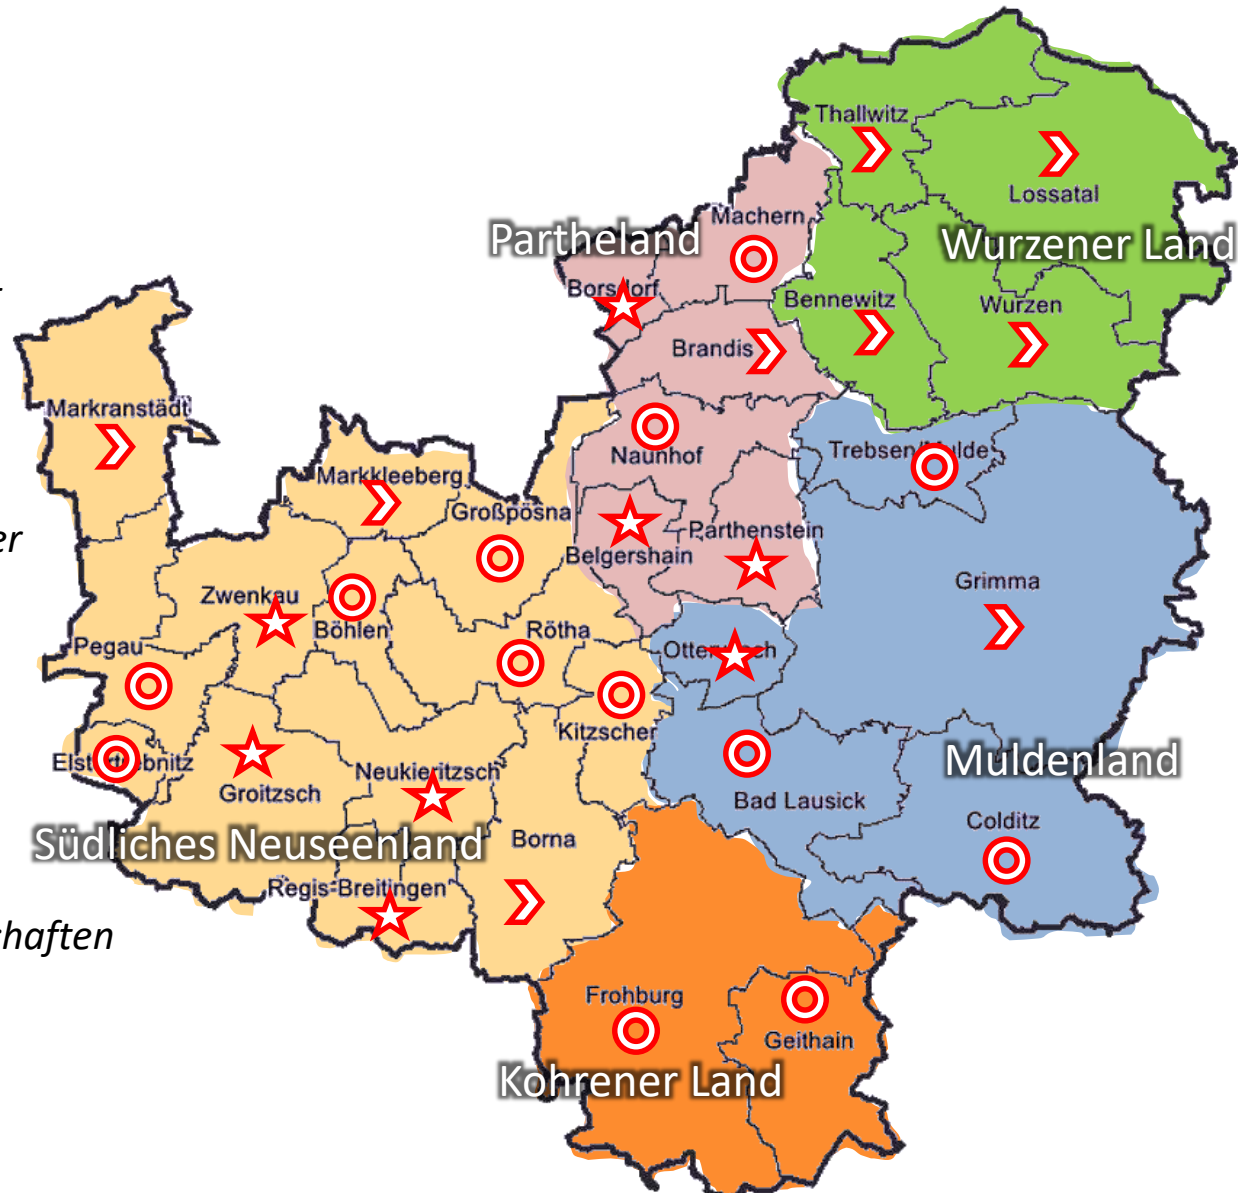 Thallwitz
Lossatal
Machern
Partheland
Wurzener Land
Borsdorf
Bennewitz
Wurzen
Brandis
Markranstädt
Naunhof
Trebsen/Mulde
Markkleeberg
Großpösna
Parthenstein
er
Belgershain
Grimma
Zwenkau
Böhlen
Rötha
Pegau
Kitzscher
Elstertrebnitz
Neukieritzsch
Muldenland
Groitzsch
Bad Lausick
Colditz
Südliches Neuseenland
Borna
Regis-Breitingen
chaften
Frohburg
Geithain
Kohrener Land